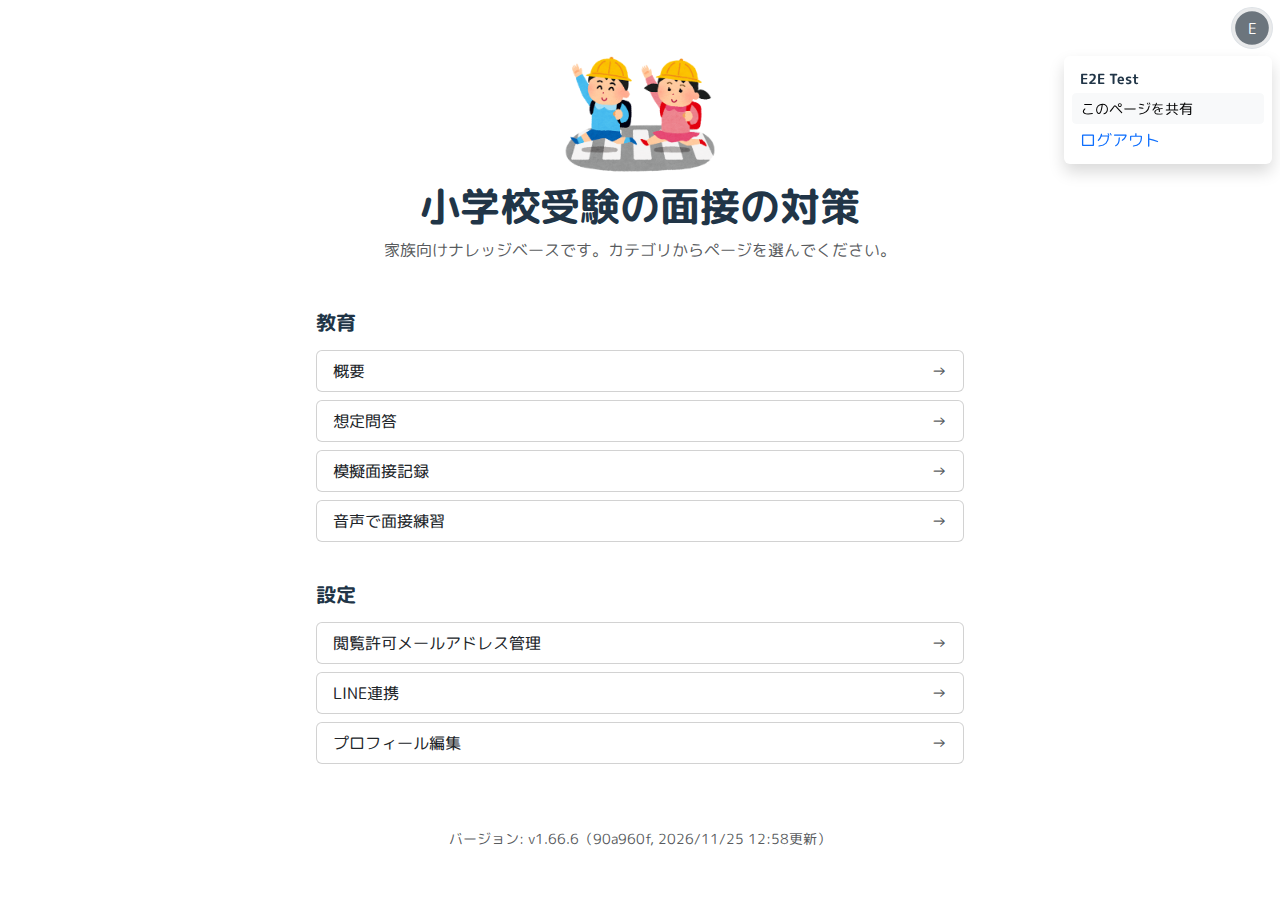 E
E2E Test
このページを共有
ログアウト
小学校受験の面接の対策
家族向けナレッジベースです。カテゴリからページを選んでください。
教育
概要 →
想定問答 →
模擬面接記録 →
音声で面接練習 →
設定
閲覧許可メールアドレス管理 →
LINE連携 →
プロフィール編集 →
バージョン: v1.66.6（90a960f, 2026/11/25 12:58更新）